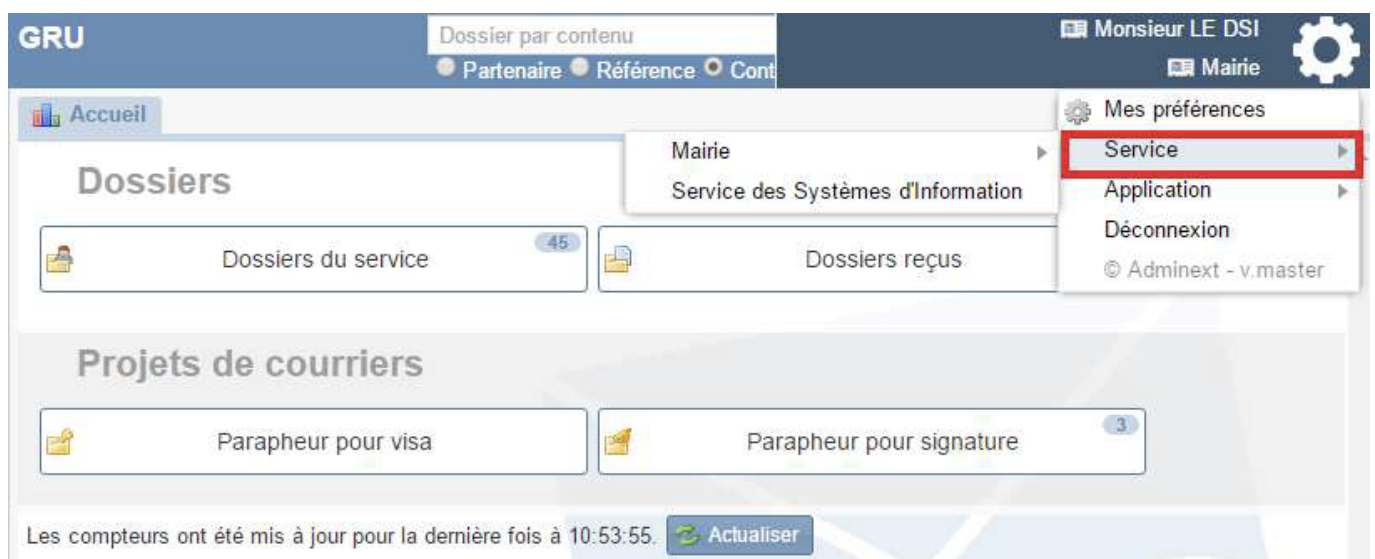 GRU
Dossier par contenu
Partenaire Référence Cont
Monsieur LE DSI
Mairie
Accueil
Mes préférences
Service
Application
Déconnexion
© Adminext - v.master
Mairie
Service des Systèmes d'Information
Dossiers
Dossiers du service 45
Dossiers reçus
Projets de courriers
Parapheur pour visa
Parapheur pour signature 3
Les compteurs ont été mis à jour pour la dernière fois à 10:53:55. Actualiser